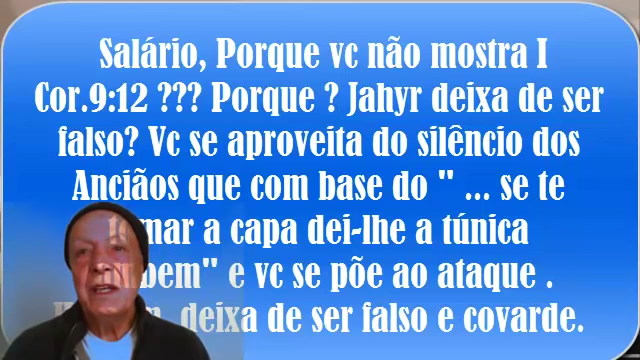 Salário, Porque vc não mostra I
Cor.9:12 ??? Porque ? Jahyr deixa de ser
falso? Vc se aproveita do silêncio dos
Anciãos que com base do " ... se te
tomar a capa dei-lhe a túnica
e vc se põe ao ataque .
deixa de ser falso e covarde.